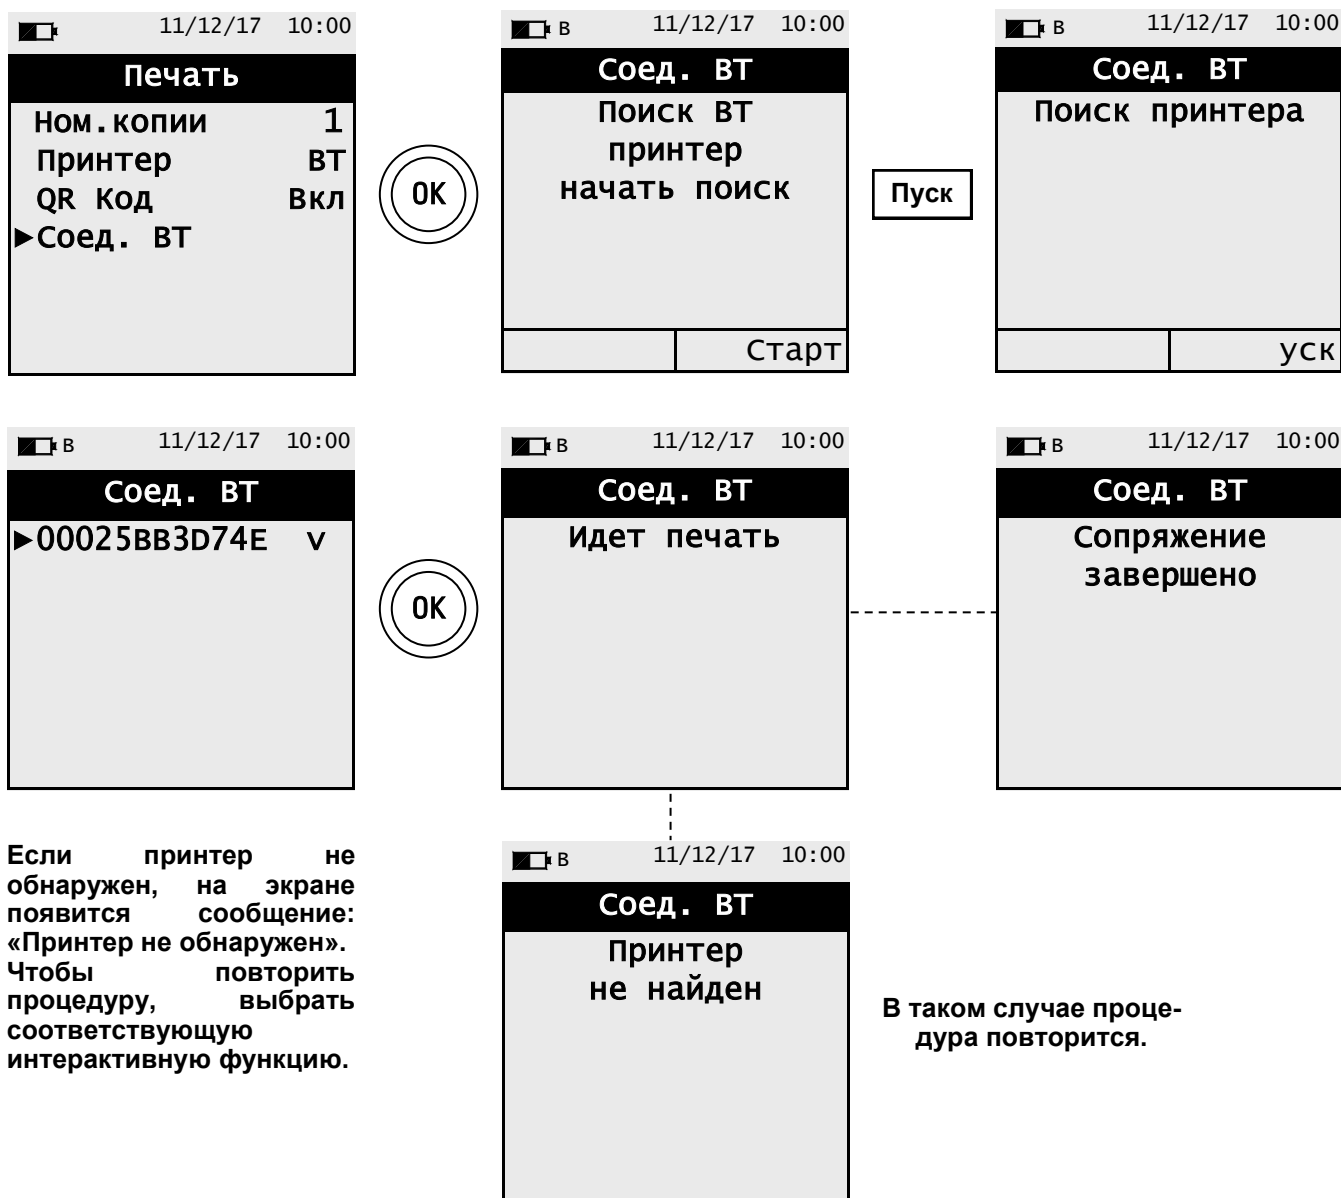 11/12/17 10:00
Печать
Ном.копии 1
Принтер BT
QR Код Вкл
►Соед. BT
OK
B 11/12/17 10:00
Соед. BT
Поиск BT
принтер
начать поиск
Старт
Пуск
B 11/12/17 10:00
Соед. BT
Поиск принтера
уск
B 11/12/17 10:00
Соед. BT
►00025BB3D74E V
OK
B 11/12/17 10:00
Соед. BT
Идет печать
B 11/12/17 10:00
Соед. BT
Сопряжение
завершено
Если принтер не
обнаружен, на экране
появится сообщение:
«Принтер не обнаружен».
Чтобы повторить
процедуру, выбрать
соответствующую
интерактивную функцию.
B 11/12/17 10:00
Соед. BT
Принтер
не найден
В таком случае проце-
дура повторится.